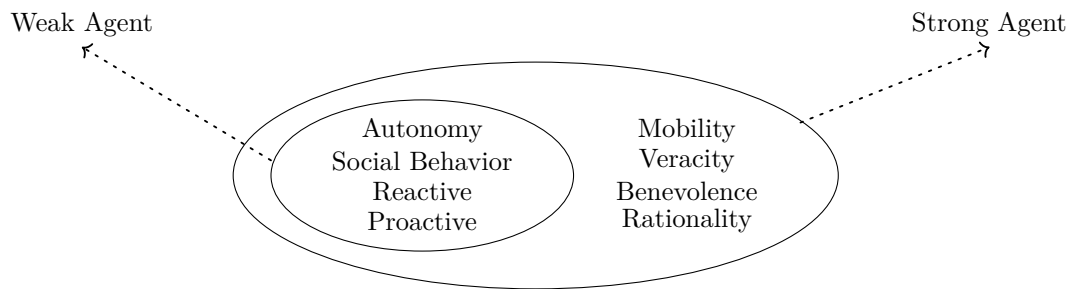 Weak Agent
Strong Agent
Autonomy
Social Behavior
Reactive
Proactive
Mobility
Veracity
Benevolence
Rationality